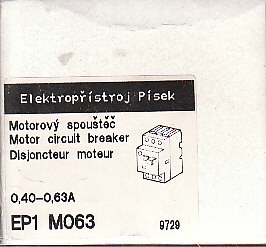 Elektropřístroj Písek
Motorový spouštěč
Motor circuit breaker
Disjoncteur moteur
0,40-0,63A
EP1 M063
9729